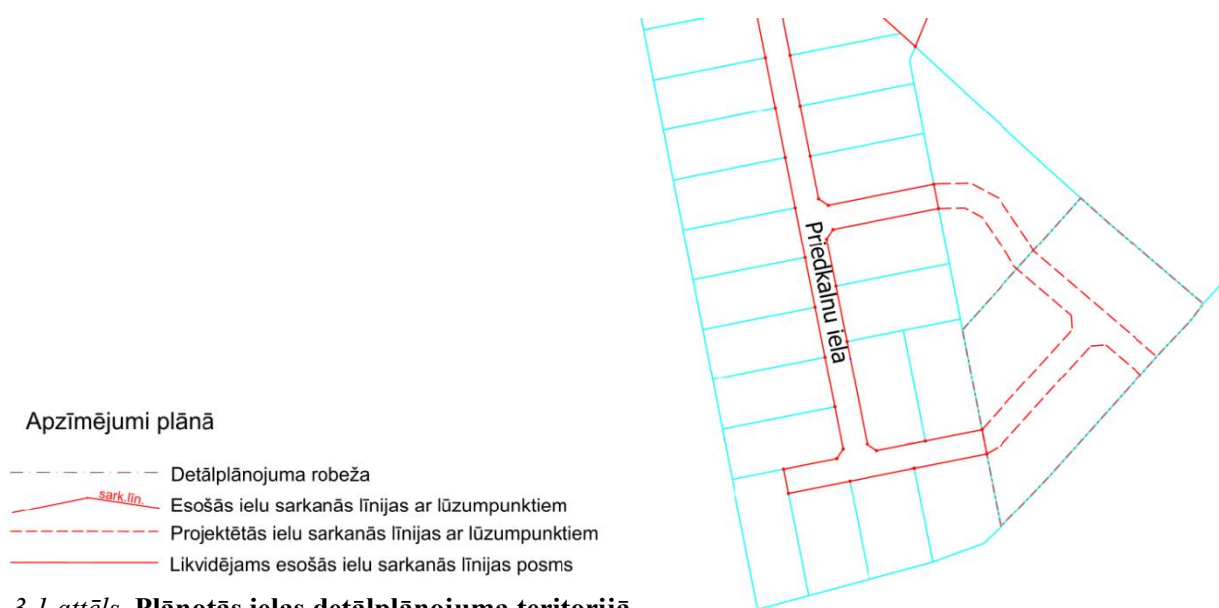 Priedkalnu iela
Apzīmējumi plānā
Detālplānojuma robeža
sark.līn.
Esošās ielu sarkanās līnijas ar lūzumpunktiem
Projektētās ielu sarkanās līnijas ar lūzumpunktiem
Likvidējams esošās ielu sarkanās līnijas posms
3.1.attēls. Plānotās ielas detālplānojuma teritorijā